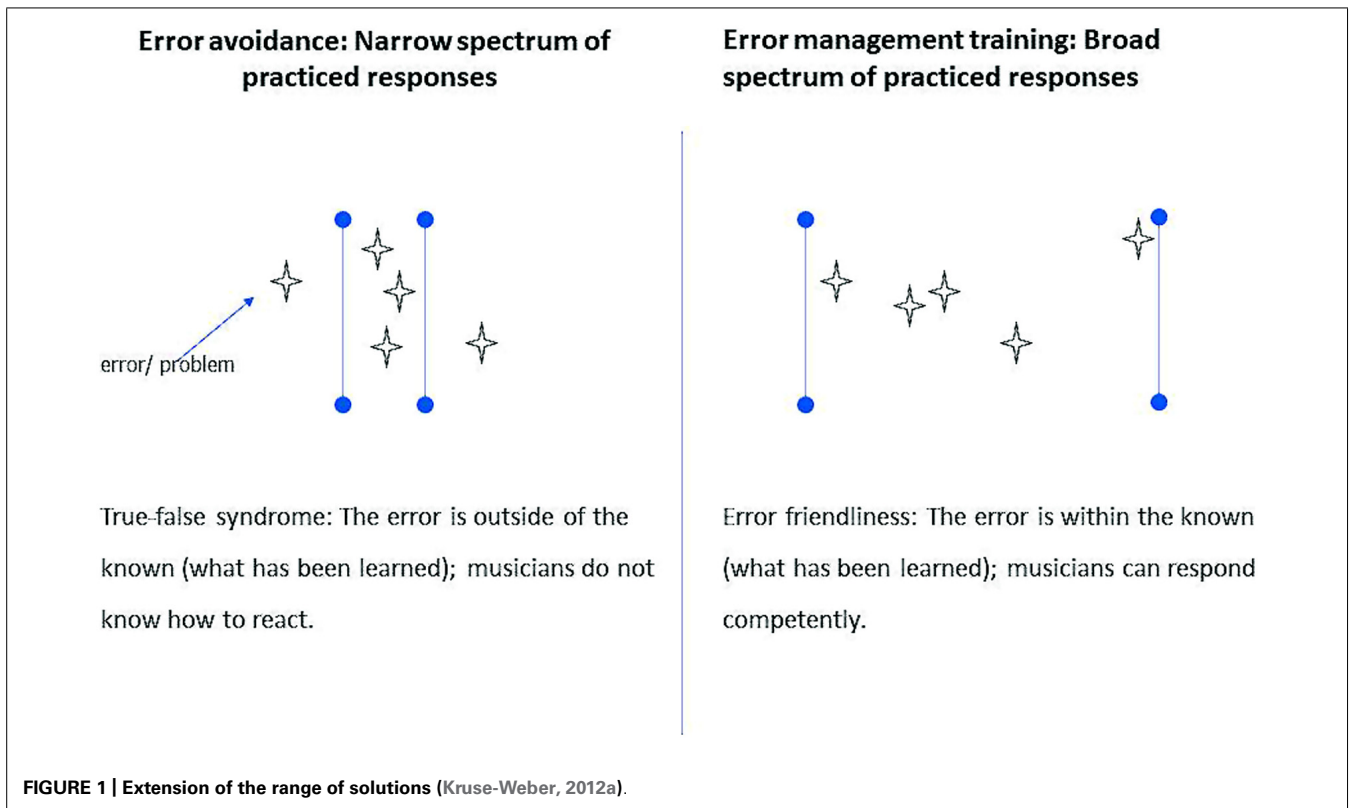 Error avoidance: Narrow spectrum of
practiced responses
error/ problem
True-false syndrome: The error is outside of the
known (what has been learned); musicians do not
know how to react.
Error management training: Broad
spectrum of practiced responses
Error friendliness: The error is within the known
(what has been learned); musicians can respond
competently.
FIGURE 1 | Extension of the range of solutions (Kruse-Weber, 2012a).